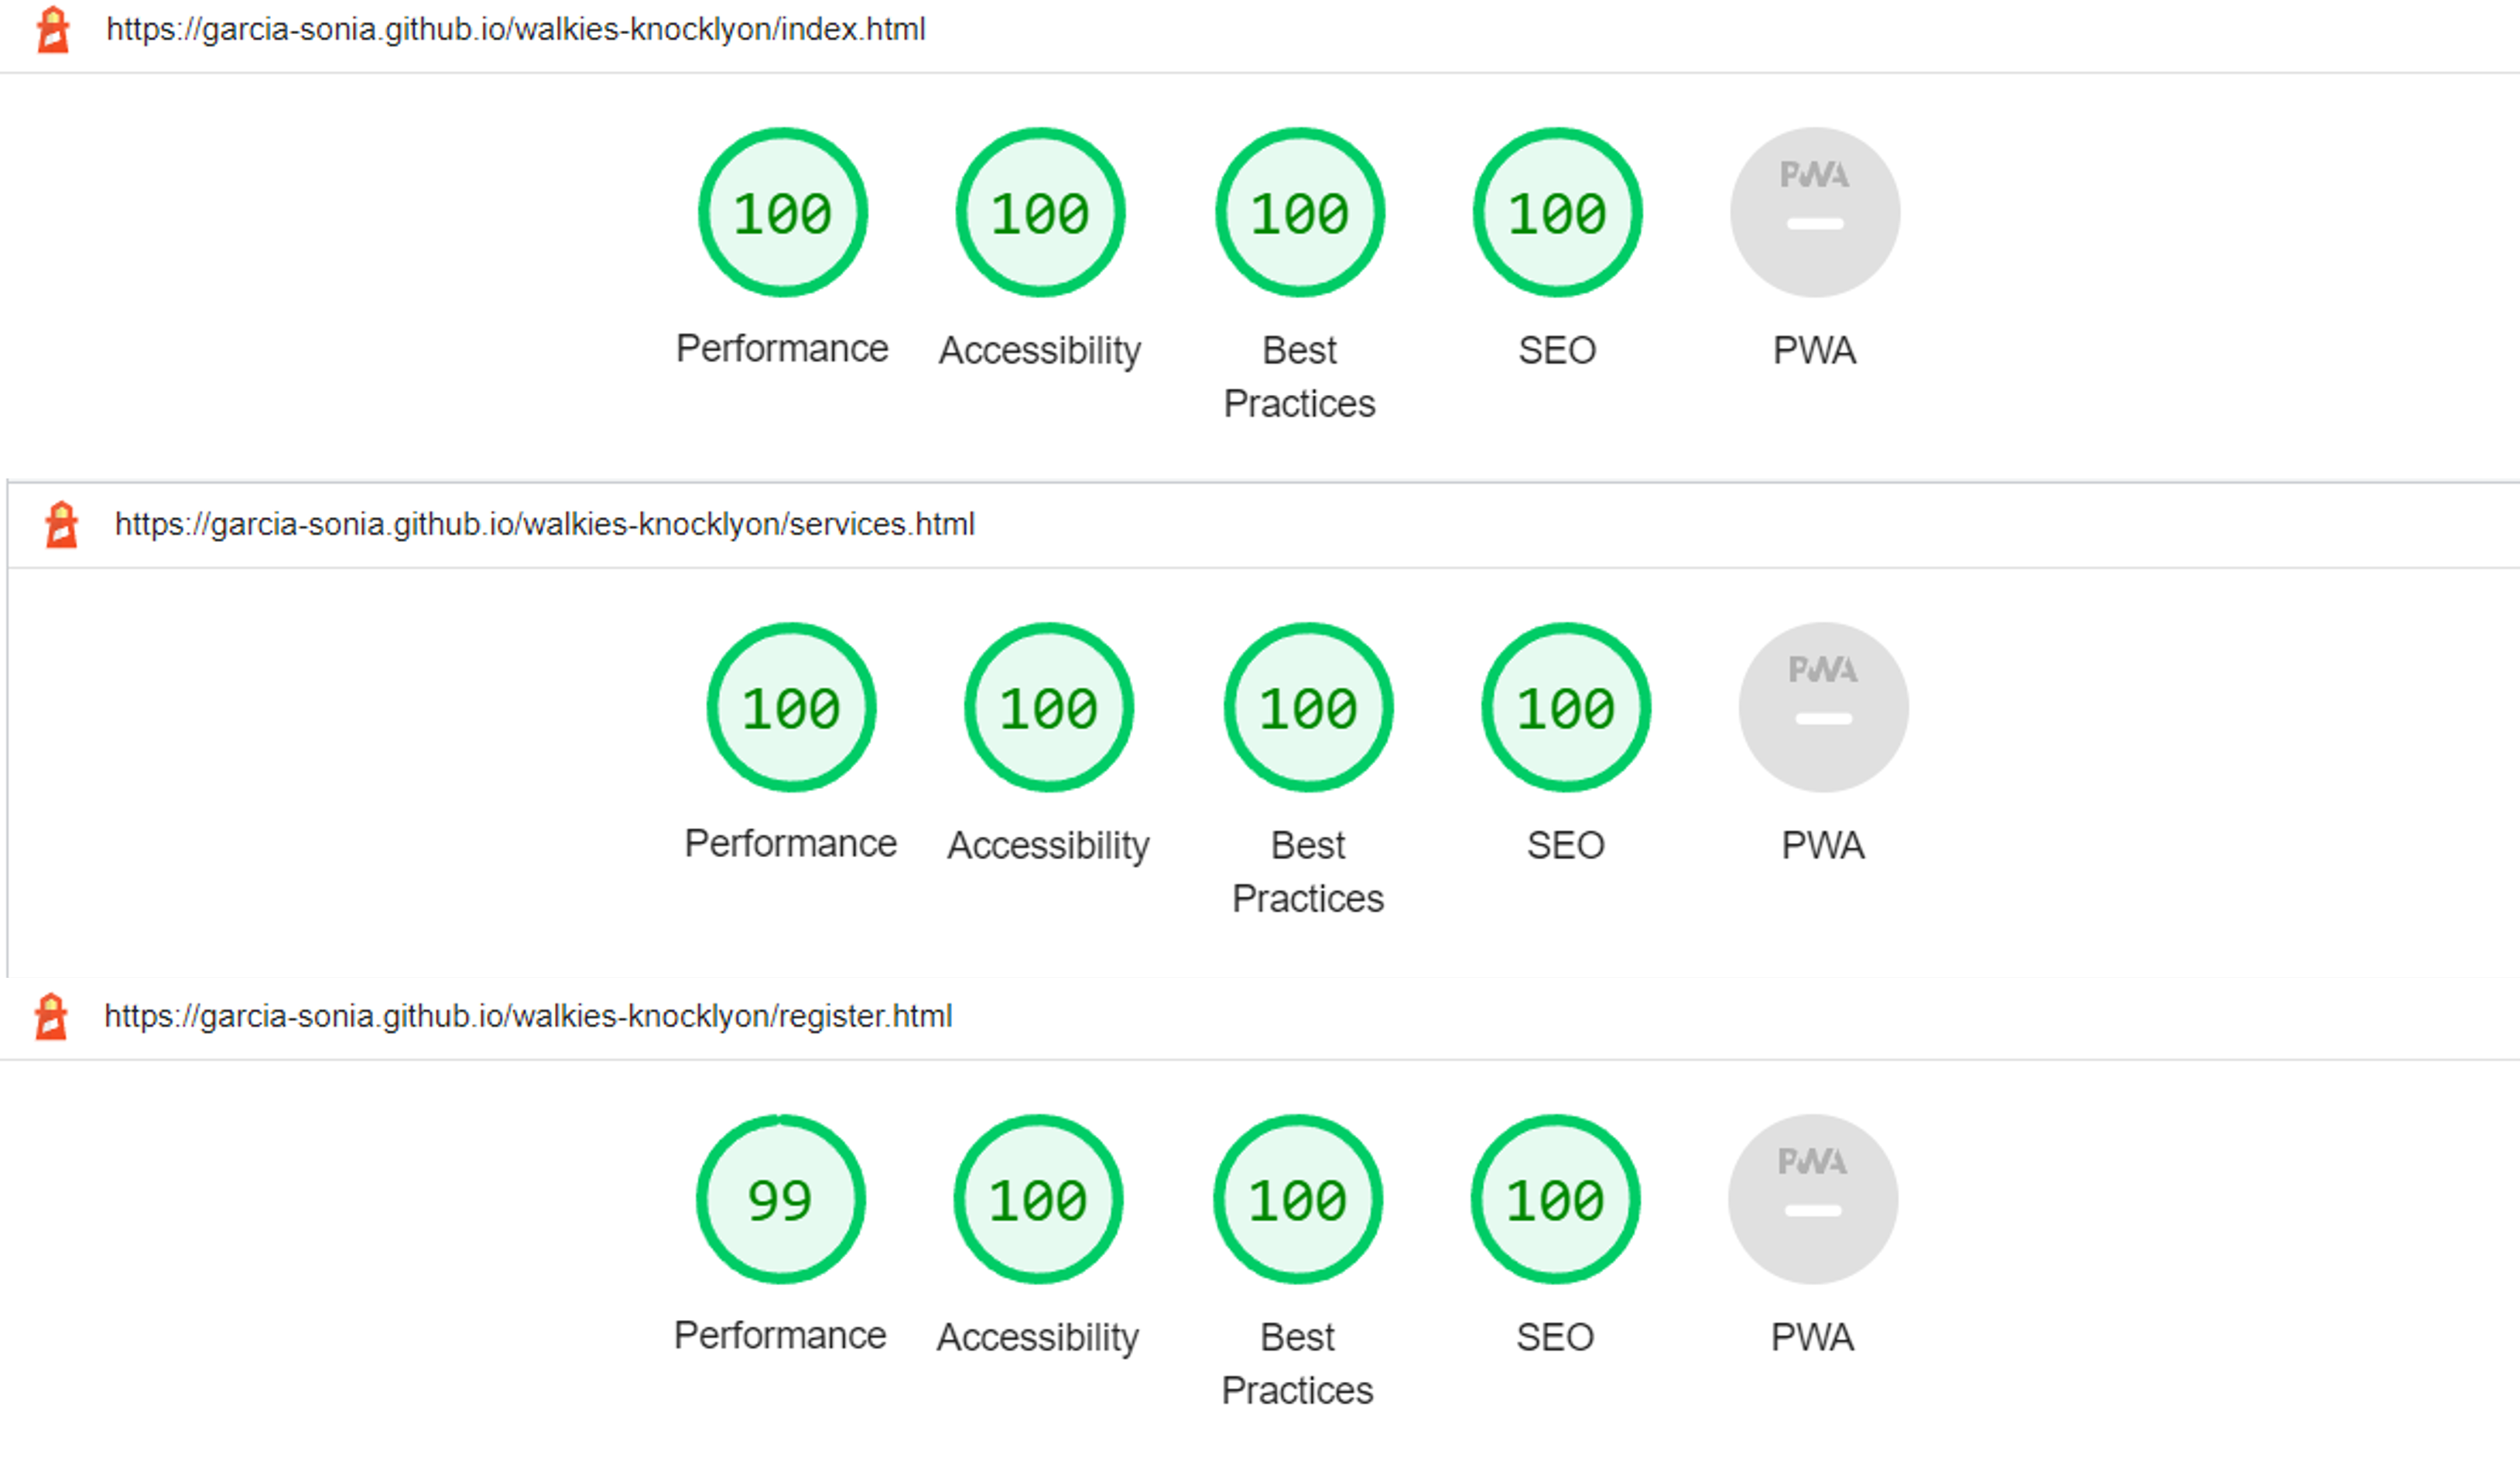 https://garcia-sonia.github.io/walkies-knocklyon/index.html
100 100 100 100 PWA
Performance Accessibility Best Practices SEO PWA
https://garcia-sonia.github.io/walkies-knocklyon/services.html
100 100 100 100 PWA
Performance Accessibility Best Practices SEO PWA
https://garcia-sonia.github.io/walkies-knocklyon/register.html
99 100 100 100 PWA
Performance Accessibility Best Practices SEO PWA